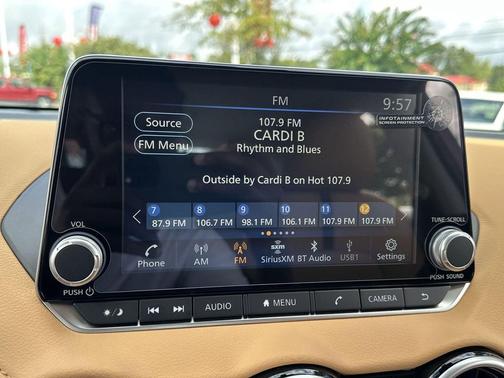 FM
9:57
INFOTAINMENT
SCREEN PROTECTION
Source
107.9 FM
CARDI B
FM Menu
Rhythm and Blues
Outside by Cardi B on Hot 107.9
7 8 9 10 11 12
87.9 FM 106.7 FM 98.1 FM 106.1 FM 107.9 FM 107.9 FM
VOL
TUNE·SCROLL
Phone AM FM SiriusXM BT Audio USB1 Settings
sxm
PUSH
PUSH SOUND
AUDIO MENU CAMERA